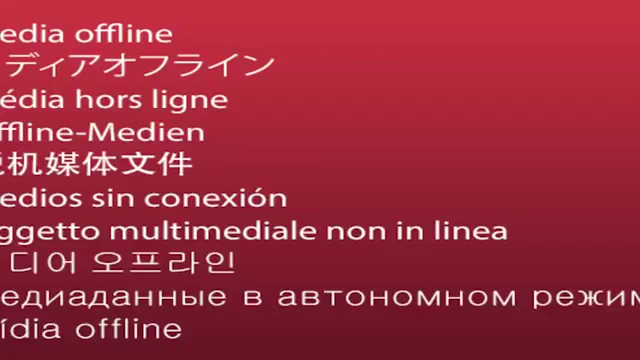 edia offline
ディアオフライン
édia hors ligne
ffline-Medien
机媒体文件
edios sin conexión
ggetto multimediale non in linea
디어 오프라인
едиаданные в автономном режим
ídia offline